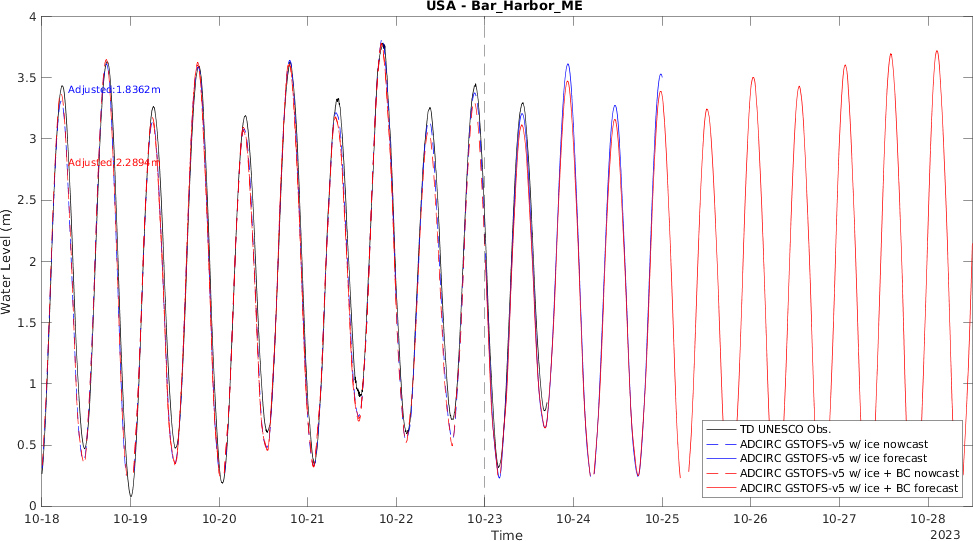 USA - Bar_Harbor_ME
4
3.5
3
2.5
2
1.5
1
0.5
0
Water Level (m)
Adjusted:1.8362m
Adjusted:2.2894m
TD UNESCO Obs.
ADCIRC GSTOFS-v5 w/ ice nowcast
ADCIRC GSTOFS-v5 w/ ice forecast
ADCIRC GSTOFS-v5 w/ ice + BC nowcast
ADCIRC GSTOFS-v5 w/ ice + BC forecast
10-18 10-19 10-20 10-21 10-22 10-23 10-24 10-25 10-26 10-27 10-28
2023
Time